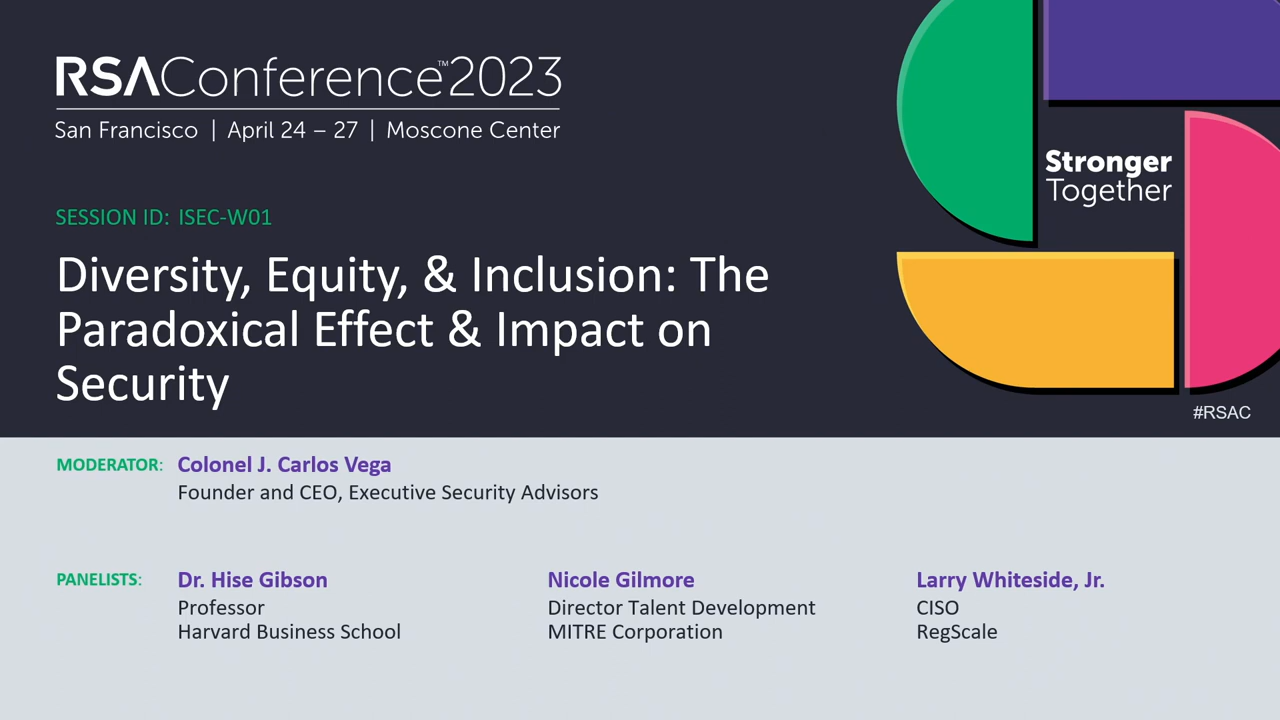 RSAConference™2023
San Francisco | April 24 – 27 | Moscone Center
Stronger
Together
SESSION ID: ISEC-W01
Diversity, Equity, & Inclusion: The
Paradoxical Effect & Impact on
Security
#RSAC
MODERATOR: Colonel J. Carlos Vega
Founder and CEO, Executive Security Advisors
PANELISTS: Dr. Hise Gibson
Professor
Harvard Business School
Nicole Gilmore
Director Talent Development
MITRE Corporation
Larry Whiteside, Jr.
CISO
RegScale